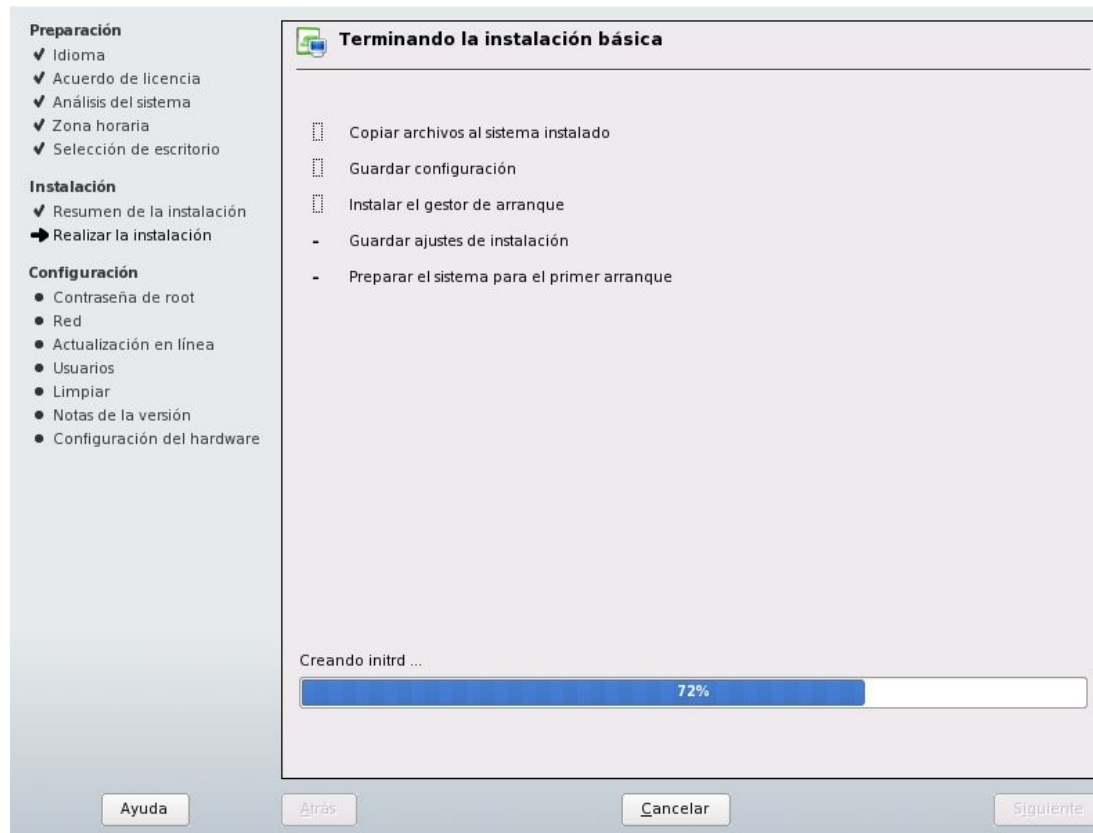 Preparación
Idioma
Acuerdo de licencia
Análisis del sistema
Zona horaria
Selección de escritorio
Instalación
Resumen de la instalación
Realizar la instalación
Configuración
Contraseña de root
Red
Actualización en línea
Usuarios
Limpiar
Notas de la versión
Configuración del hardware
Terminando la instalación básica
Copiar archivos al sistema instalado
Guardar configuración
Instalar el gestor de arranque
- Guardar ajustes de instalación
- Preparar el sistema para el primer arranque
Creando initrd ...
72%
Ayuda
Atrás
Cancelar
Siguiente